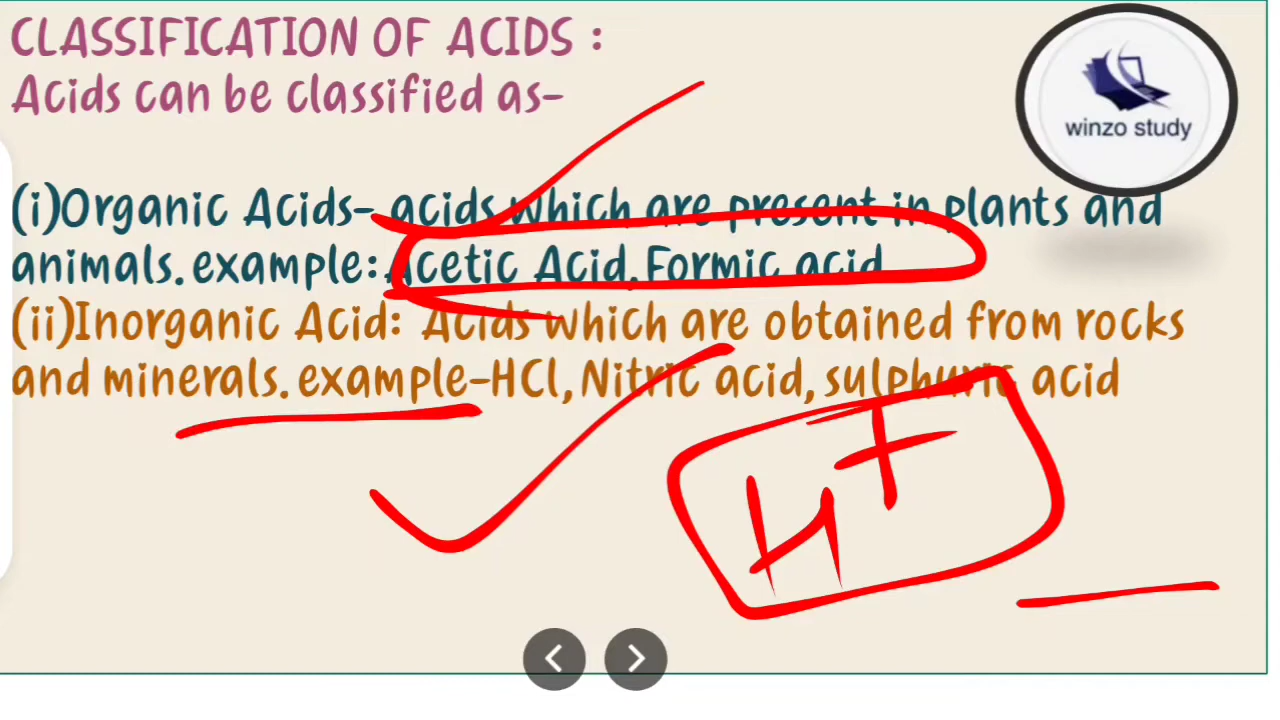 CLASSIFICATION OF ACIDS :
Acids can be classified as-
winzo study
(i)Organic Acids- acids which are present in plants and
animals. example: Acetic Acid, Formic acid
(ii)Inorganic Acid: Acids which are obtained from rocks
and minerals. example-HCl, Nitric acid, sulphuric acid
H+